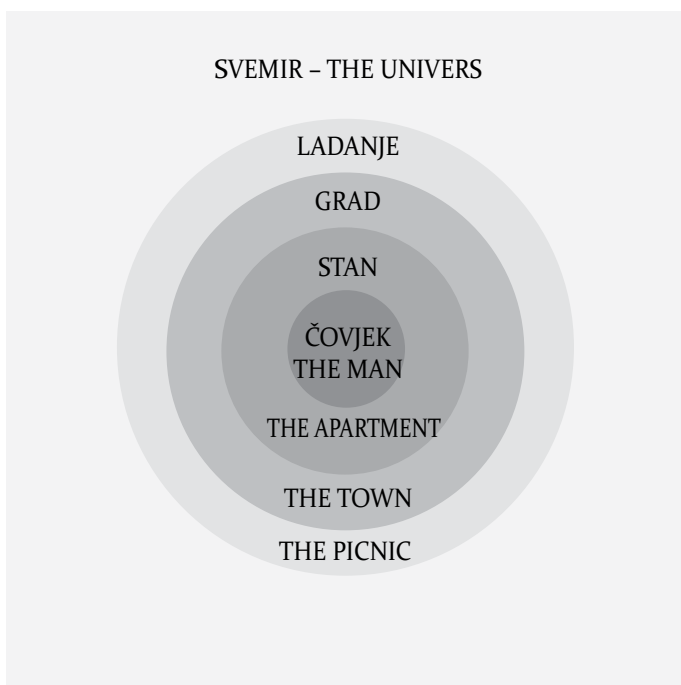 SVEMIR – THE UNIVERS
LADANJE
GRAD
STAN
ČOVJEK
THE MAN
THE APARTMENT
THE TOWN
THE PICNIC